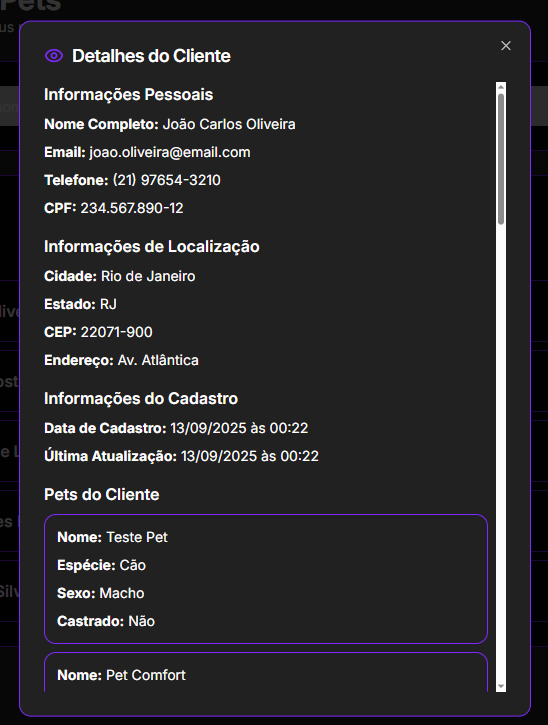 Pets
us
Detalhes do Cliente
Informações Pessoais
Nome Completo: João Carlos Oliveira
Email: joao.oliveira@email.com
Telefone: (21) 97654-3210
CPF: 234.567.890-12
Informações de Localização
Cidade: Rio de Janeiro
Estado: RJ
CEP: 22071-900
Endereço: Av. Atlântica
Informações do Cadastro
Data de Cadastro: 13/09/2025 às 00:22
Última Atualização: 13/09/2025 às 00:22
Pets do Cliente
Nome: Teste Pet
Espécie: Cão
Sexo: Macho
Castrado: Não
Nome: Pet Comfort